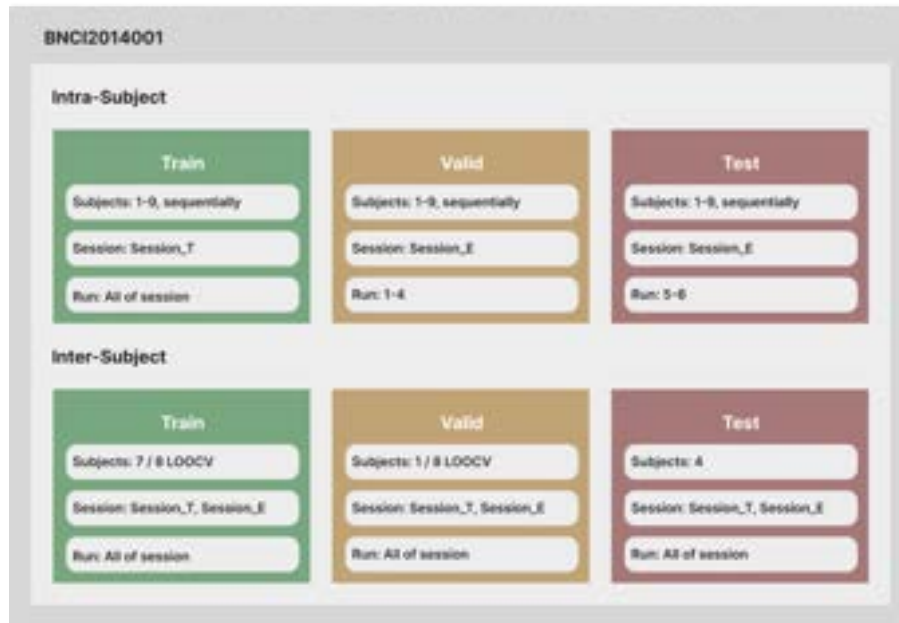 BNCI2014001
Intra-Subject
Train
Subjects: 1-9, sequentially
Session: Session_T
Run: All of session
Valid
Subjects: 1-9, sequentially
Session: Session_E
Run: 1-4
Test
Subjects: 1-9, sequentially
Session: Session_E
Run: 5-6
Inter-Subject
Train
Subjects: 7 / 8 LOOCV
Session: Session_T, Session_E
Run: All of session
Valid
Subjects: 1 / 8 LOOCV
Session: Session_T, Session_E
Run: All of session
Test
Subjects: 4
Session: Session_T, Session_E
Run: All of session